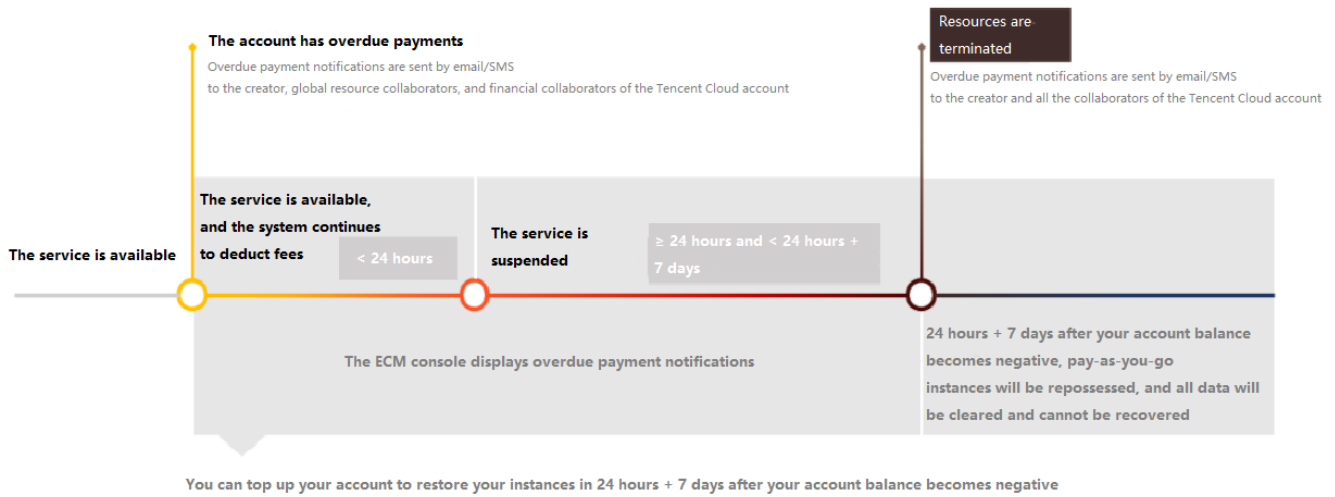 The account has overdue payments
Overdue payment notifications are sent by email/SMS
to the creator, global resource collaborators, and financial collaborators of the Tencent Cloud account
Resources are
terminated
Overdue payment notifications are sent by email/SMS
to the creator and all the collaborators of the Tencent Cloud account
The service is available
The service is available,
and the system continues
to deduct fees
< 24 hours
The service is
suspended
≥ 24 hours and < 24 hours +
7 days
The ECM console displays overdue payment notifications
24 hours + 7 days after your account balance
becomes negative, pay-as-you-go
instances will be repossessed, and all data will
be cleared and cannot be recovered
You can top up your account to restore your instances in 24 hours + 7 days after your account balance becomes negative